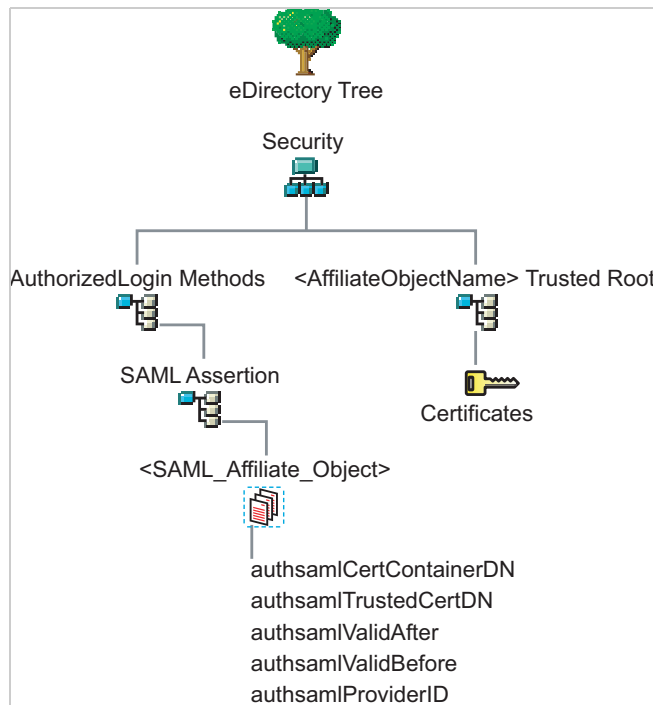 eDirectory Tree
Security
AuthorizedLogin Methods
<AffiliateObjectName> Trusted Root
SAML Assertion
Certificates
<SAML_Affiliate_Object>
authsamlCertContainerDN
authsamlTrustedCertDN
authsamlValidAfter
authsamlValidBefore
authsamlProviderID